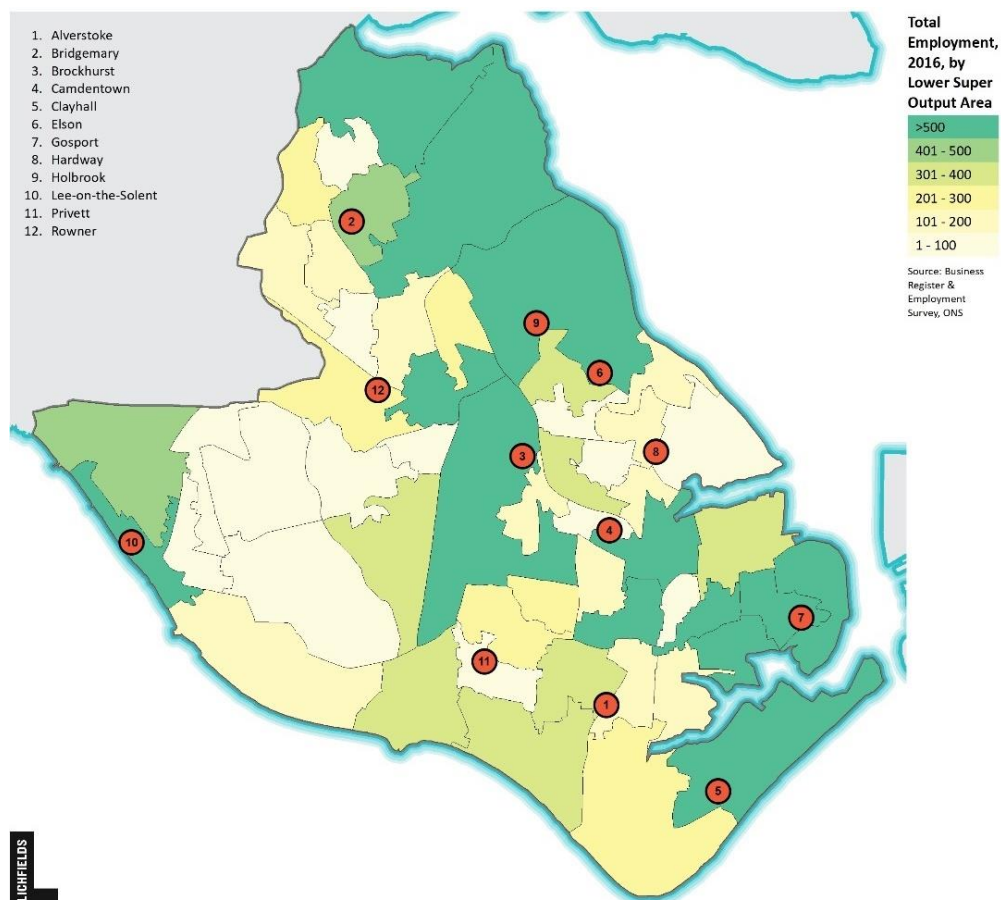 1. Alverstoke
2. Bridgemary
3. Brockhurst
4. Camdentown
5. Clayhall
6. Elson
7. Gosport
8. Hardway
9. Holbrook
10. Lee-on-the-Solent
11. Privett
12. Rowner
Total
Employment,
2016, by
Lower Super
Output Area
>500
401 - 500
301 - 400
201 - 300
101 - 200
1 - 100
Source: Business
Register &
Employment
Survey, ONS
2
9
6
12
3
8
4
10
7
11
1
5
LICHFIELDS